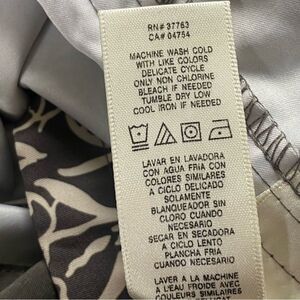 RN# 37763
CA# 04754
MACHINE WASH COLD
WITH LIKE COLORS
DELICATE CYCLE
ONLY NON CHLORINE
BLEACH IF NEEDED
TUMBLE DRY LOW
COOL IRON IF NEEDED
LAVAR EN LAVADORA
CON AGUA FRIA CON
COLORES SIMILARES
A CICLO DELICADO
SOLAMENTE
BLANQUEADOR SIN
CLORO CUANDO
NECESARIO
SECAR EN SECADORA
A CICLO LENTO
PLANCHA FRIA
CUANDO NECESARIO
LAVER A LA MACHINE
A L'EAU FROIDE AVEC
COULEURS SIMILAIRES